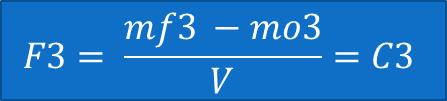 F3 = (mf3 − mo3) / V = C3